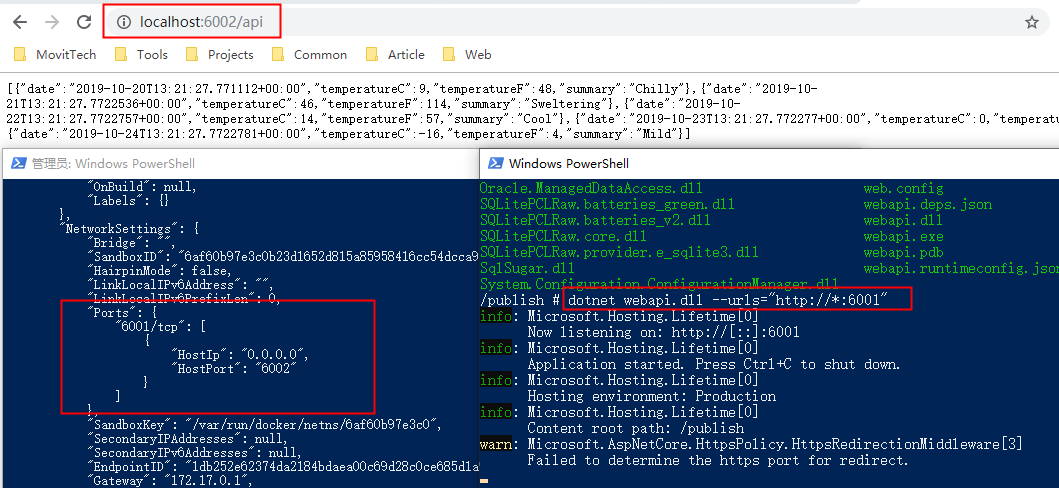 localhost:6002/api
MovitTech Tools Projects Common Article Web
[{"date":"2019-10-20T13:21:27.771112+00:00","temperatureC":9,"temperatureF":48,"summary":"Chilly"},{"date":"2019-10-
21T13:21:27.7722536+00:00","temperatureC":46,"temperatureF":114,"summary":"Sweltering"},{"date":"2019-10-
22T13:21:27.7722757+00:00","temperatureC":14,"temperatureF":57,"summary":"Cool"},{"date":"2019-10-23T13:21:27.772277+00:00","temperatureC":0,"tempera
{"date":"2019-10-24T13:21:27.7722781+00:00","temperatureC":-16,"temperatureF":4,"summary":"Mild"}]
管理员: Windows PowerShell
"OnBuild": null,
"Labels": {}
},
"NetworkSettings": {
"Bridge": "",
"SandboxID": "6af60b97e3c0b23d1652d815a85958416cc54dcca9
"HairpinMode": false,
"LinkLocalIPv6Address": "",
"LinkLocalIPv6PrefixLen": 0,
"Ports": {
"6001/tcp": [
{
"HostIp": "0.0.0.0",
"HostPort": "6002"
}
]
},
"SandboxKey": "/var/run/docker/netns/6af60b97e3c0",
"SecondaryIPAddresses": null,
"SecondaryIPv6Addresses": null,
"EndpointID": "1db252e62374da2184bdaea00c69d28c0ce685d1a
"Gateway": "172.17.0.1",
Windows PowerShell
Oracle.ManagedDataAccess.dll web.config
SQLitePCLRaw.batteries_green.dll webapi.deps.json
SQLitePCLRaw.batteries_v2.dll webapi.dll
SQLitePCLRaw.core.dll webapi.exe
SQLitePCLRaw.provider.e_sqlite3.dll webapi.pdb
SqlSugar.dll webapi.runtimeconfig.json
System.Configuration.ConfigurationManager.dll
/publish # dotnet webapi.dll --urls="http://*:6001"
info: Microsoft.Hosting.Lifetime[0]
Now listening on: http://[::]:6001
info: Microsoft.Hosting.Lifetime[0]
Application started. Press Ctrl+C to shut down.
info: Microsoft.Hosting.Lifetime[0]
Hosting environment: Production
info: Microsoft.Hosting.Lifetime[0]
Content root path: /publish
warn: Microsoft.AspNetCore.HttpsPolicy.HttpsRedirectionMiddleware[3]
Failed to determine the https port for redirect.